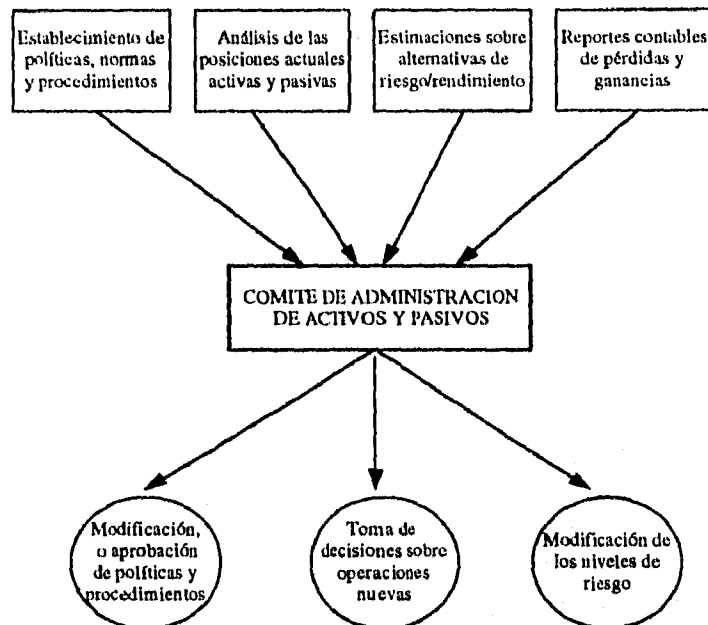 Establecimiento de
políticas, normas
y procedimientos
Análisis de las
posiciones actuales
activas y pasivas
Estimaciones sobre
alternativas de
riesgo/rendimiento
Reportes contables
de pérdidas y
ganancias
COMITE DE ADMINISTRACION
DE ACTIVOS Y PASIVOS
Modificación,
o aprobación
de políticas y
procedimientos
Toma de
decisiones sobre
operaciones
nuevas
Modificación de
los niveles de
riesgo